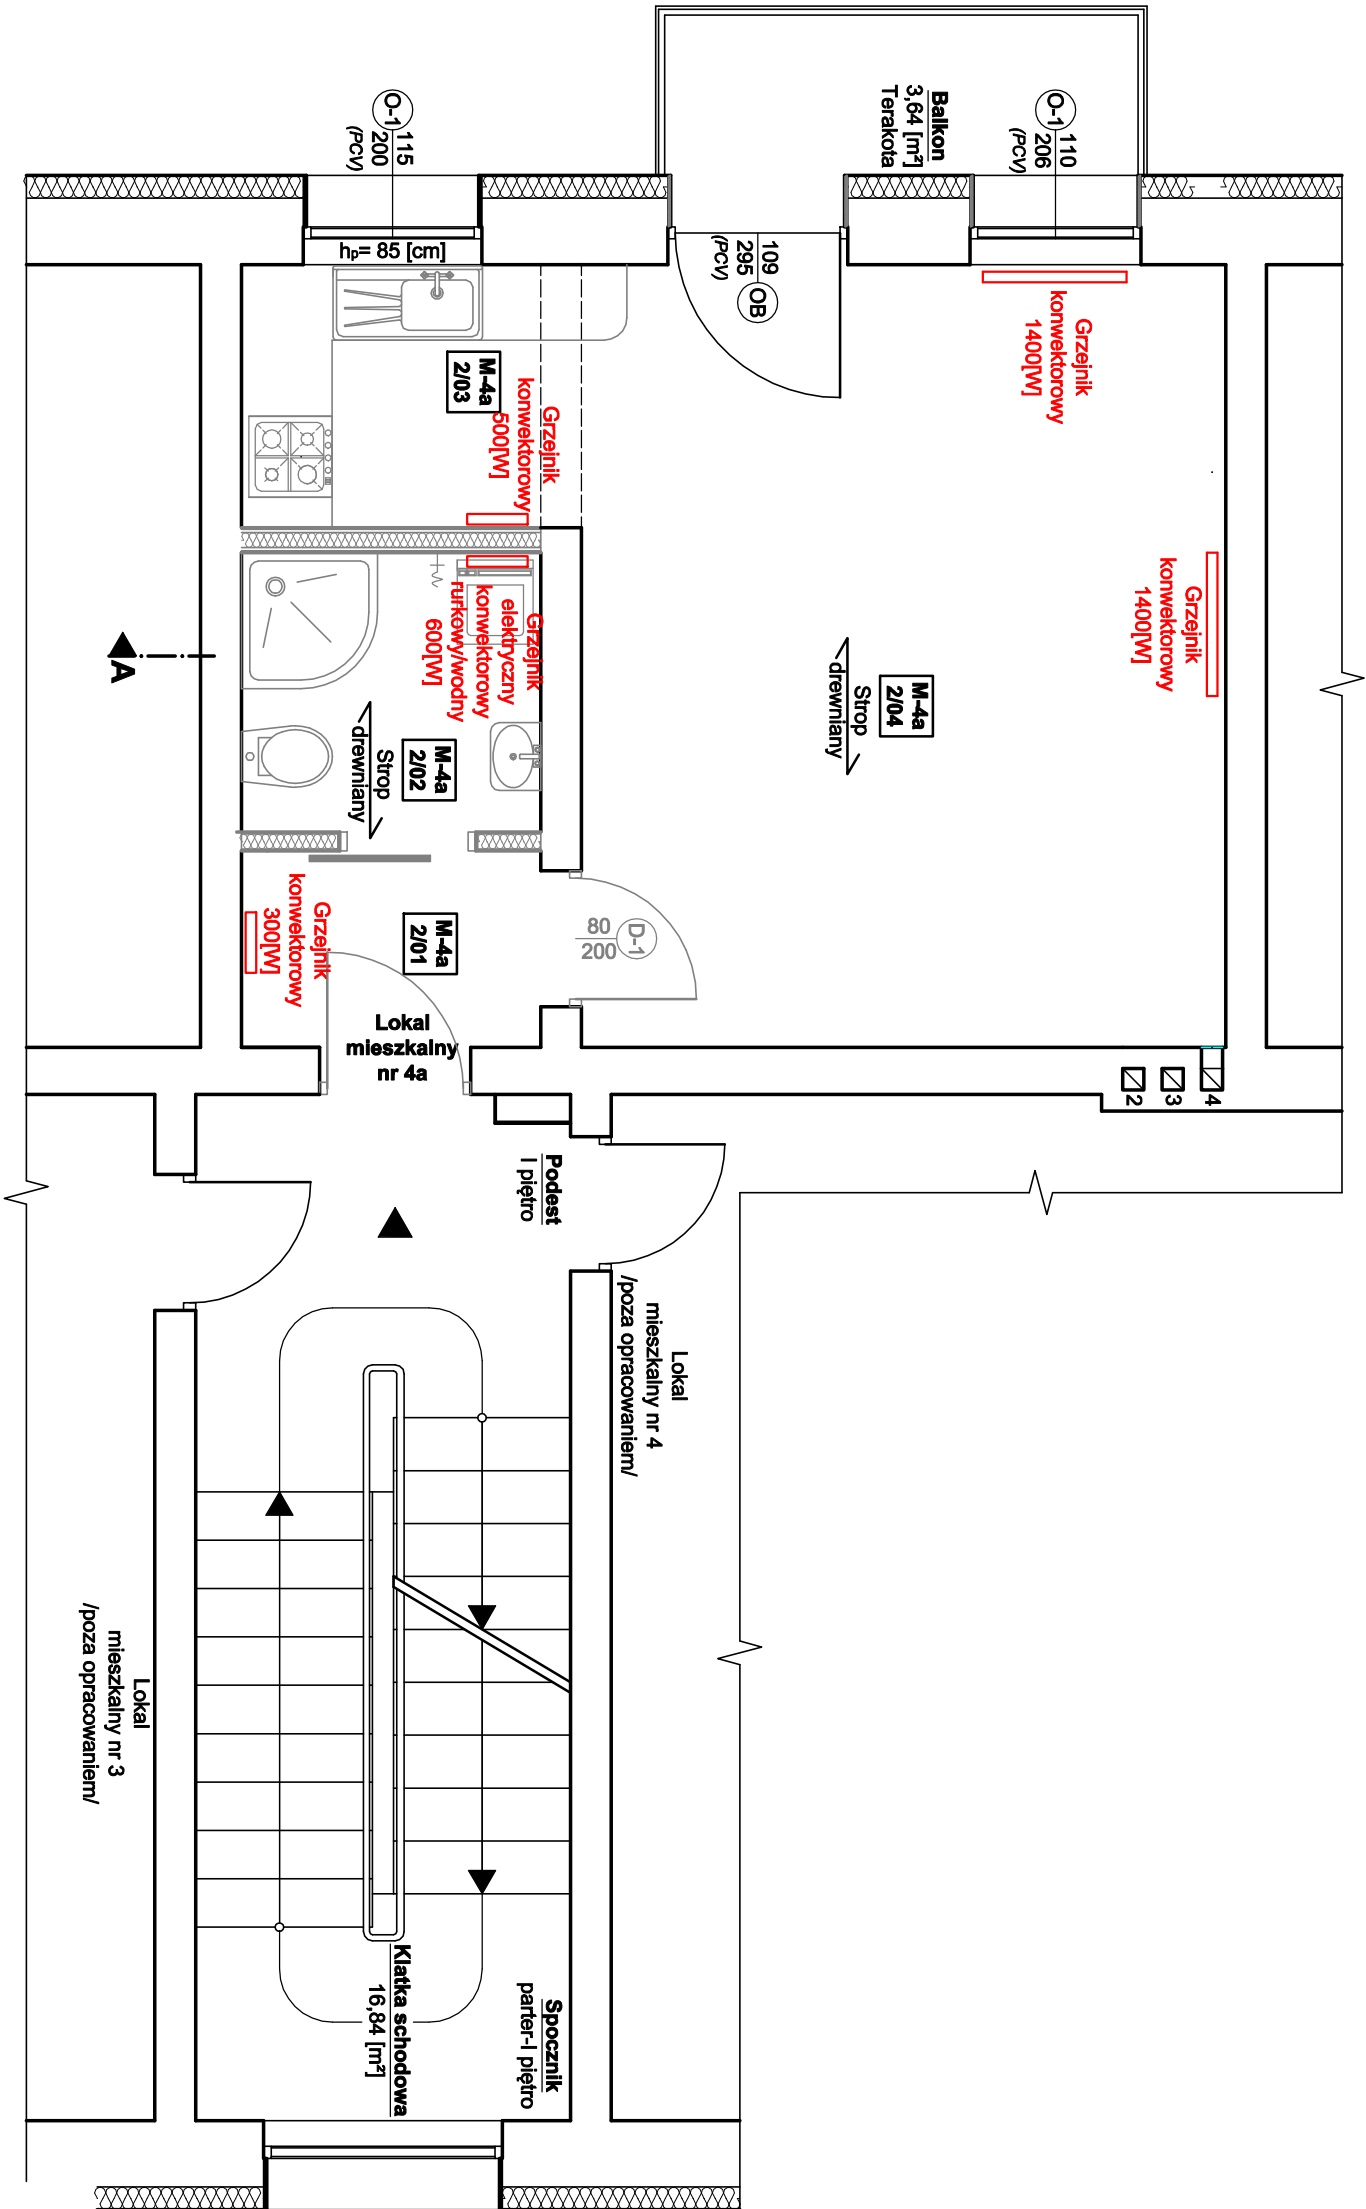 Balkon
3,64 [m²]
Terakota
O-1
110
206
(PCV)
O-1
115
200
(PCV)
hp= 85 [cm]
109
295
(PCV)
OB
Grzejnik
konwektorowy
1400[W]
M-4a
2/03
Grzejnik
konwektorowy
500[W]
Grzejnik
konwektorowy
1400[W]
Grzejnik
elektryczny
konwektorowy
rurkowy/wodny
600[W]
A
M-4a
2/04
Strop
drewniany
M-4a
2/02
Strop
drewniany
Grzejnik
konwektorowy
300[W]
M-4a
2/01
D-1
80
200
Lokal
mieszkalny
nr 4a
2
3
4
Podest
I piętro
Lokal
mieszkalny nr 4
/poza opracowaniem/
Lokal
mieszkalny nr 3
/poza opracowaniem/
Klatka schodowa
16,84 [m²]
Spocznik
parter-I piętro